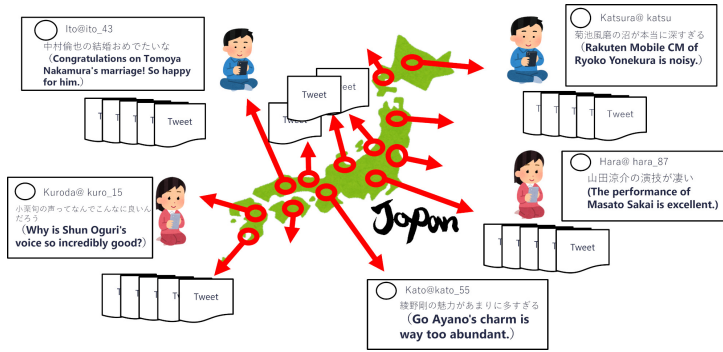 Ito@ito_43
中村倫也の結婚おめでたいな
(Congratulations on Tomoya
Nakamura's marriage! So happy
for him.)
Katsura@ katsu
菊池風磨の沼が本当に深すぎる
(Rakuten Mobile CM of
Ryoko Yonekura is noisy.)
Tweet
Tweet
Tweet
Tweet
Tweet
Hara@ hara_87
山田涼介の演技が凄い
(The performance of
Masato Sakai is excellent.)
Kuroda@ kuro_15
小栗旬の声ってなんでこんなに良いん
だろう
(Why is Shun Oguri's
voice so incredibly good?)
Japan
Tweet
Tweet
Kato@kato_55
綾野剛の魅力があまりに多すぎる
(Go Ayano's charm is
way too abundant.)